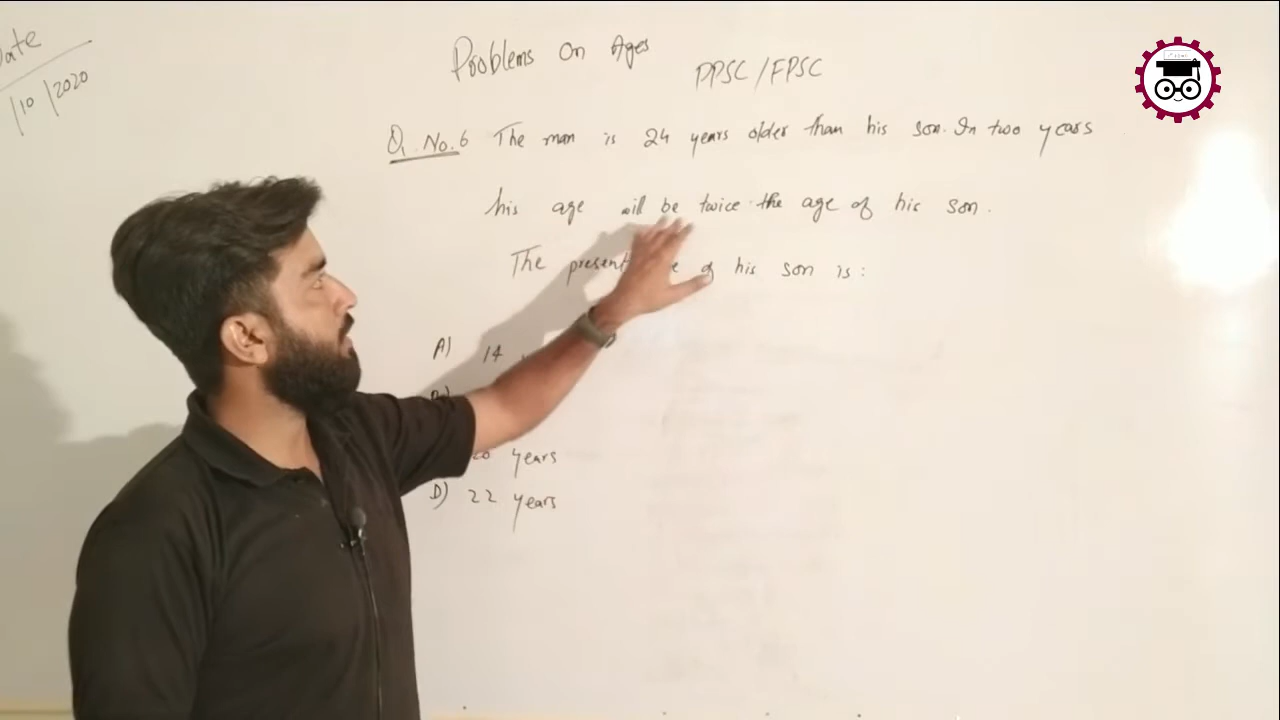 Date
/10/2020
Problems On Ages
PPSC/FPSC
Q.No.6 The man is 24 years older than his son. In two years
his age will be twice the age of his son.
The present of his son is:
A) 14
years
D) 22 years